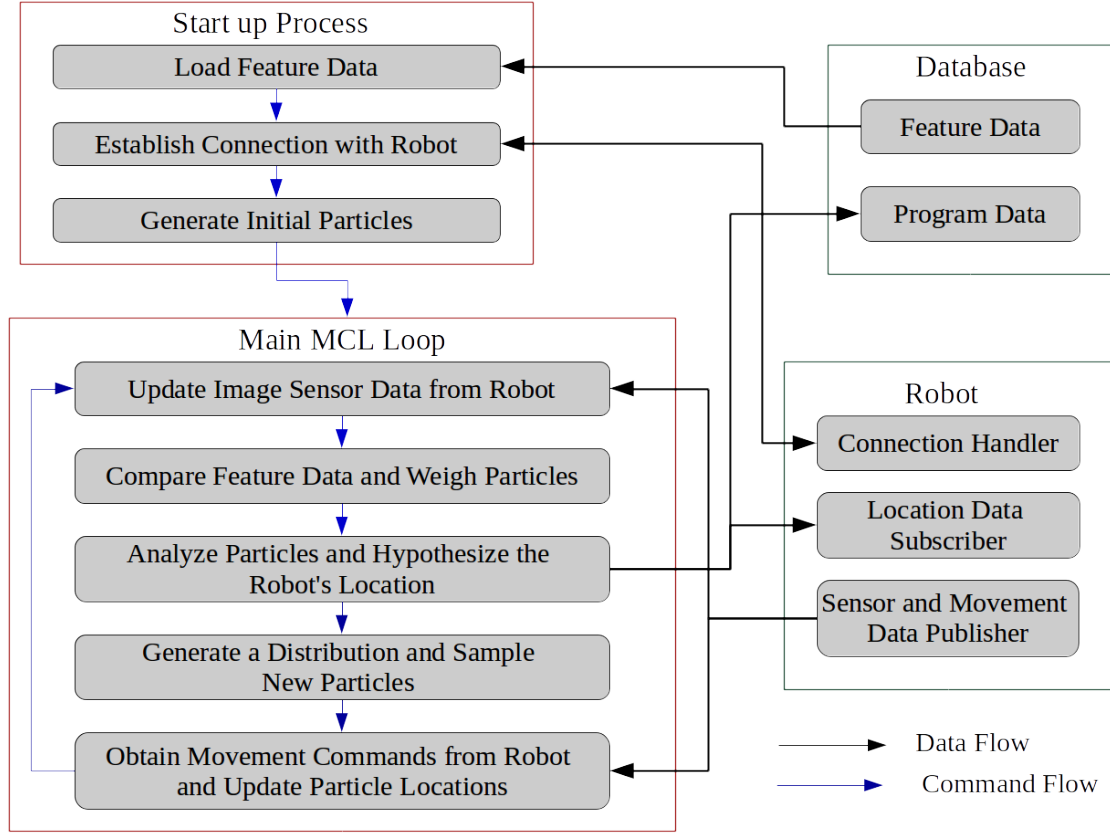 Start up Process
Load Feature Data
Establish Connection with Robot
Generate Initial Particles
Database
Feature Data
Program Data
Main MCL Loop
Update Image Sensor Data from Robot
Compare Feature Data and Weigh Particles
Analyze Particles and Hypothesize the
Robot's Location
Generate a Distribution and Sample
New Particles
Obtain Movement Commands from Robot
and Update Particle Locations
Robot
Connection Handler
Location Data
Subscriber
Sensor and Movement
Data Publisher
Data Flow
Command Flow